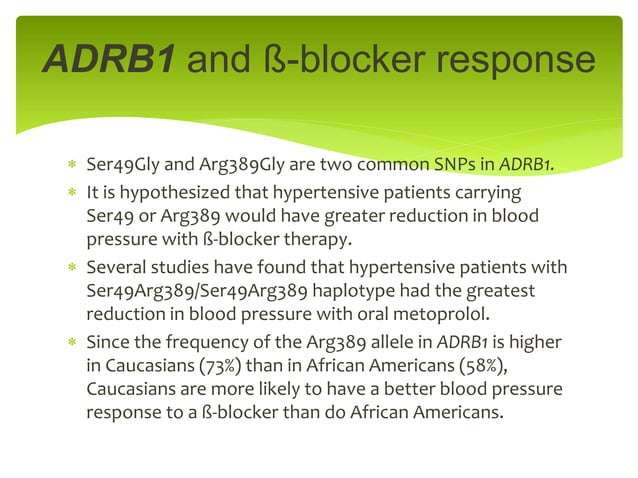 ADRB1 and ß-blocker response
Ser49Gly and Arg389Gly are two common SNPs in ADRB1.
It is hypothesized that hypertensive patients carrying
Ser49 or Arg389 would have greater reduction in blood
pressure with ß-blocker therapy.
Several studies have found that hypertensive patients with
Ser49Arg389/Ser49Arg389 haplotype had the greatest
reduction in blood pressure with oral metoprolol.
Since the frequency of the Arg389 allele in ADRB1 is higher
in Caucasians (73%) than in African Americans (58%),
Caucasians are more likely to have a better blood pressure
response to a ß-blocker than do African Americans.